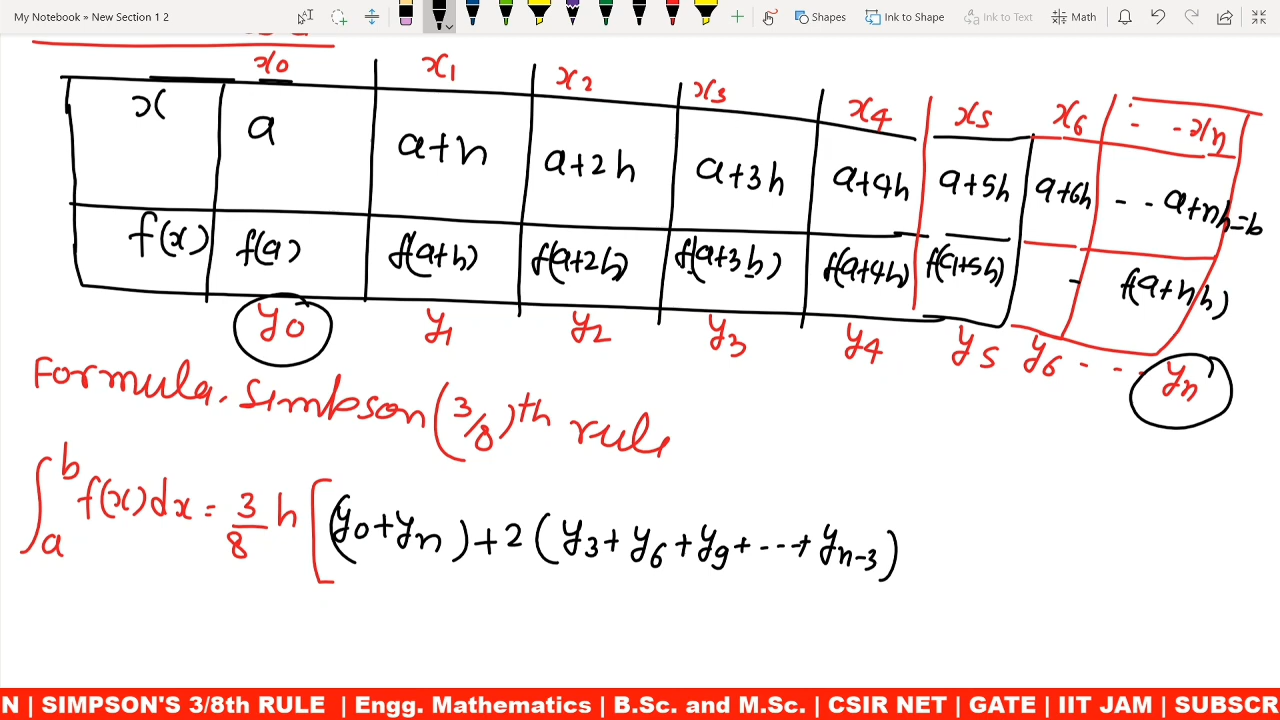 My Notebook » New Section 1 2
Shapes Ink to Shape Ink to Text Math
x0 x1 x2 x3 x4 x5 x6 : - - xn
x a a+h a+2h a+3h a+4h a+5h a+6h - - a+nh=b
f(x) f(a) f(a+h) f(a+2h) f(a+3h) f(a+4h) f(a+5h) - f(a+nh)
y0 y1 y2 y3 y4 y5 y6 - - - yn
Formula. Simpson (3/8)th rule
∫_a^b f(x)dx = 3/8 h [(y0+yn)+2(y3+y6+y9+---+yn-3)
N | SIMPSON'S 3/8th RULE | Engg. Mathematics | B.Sc. and M.Sc. | CSIR NET | GATE | IIT JAM | SUBSCR